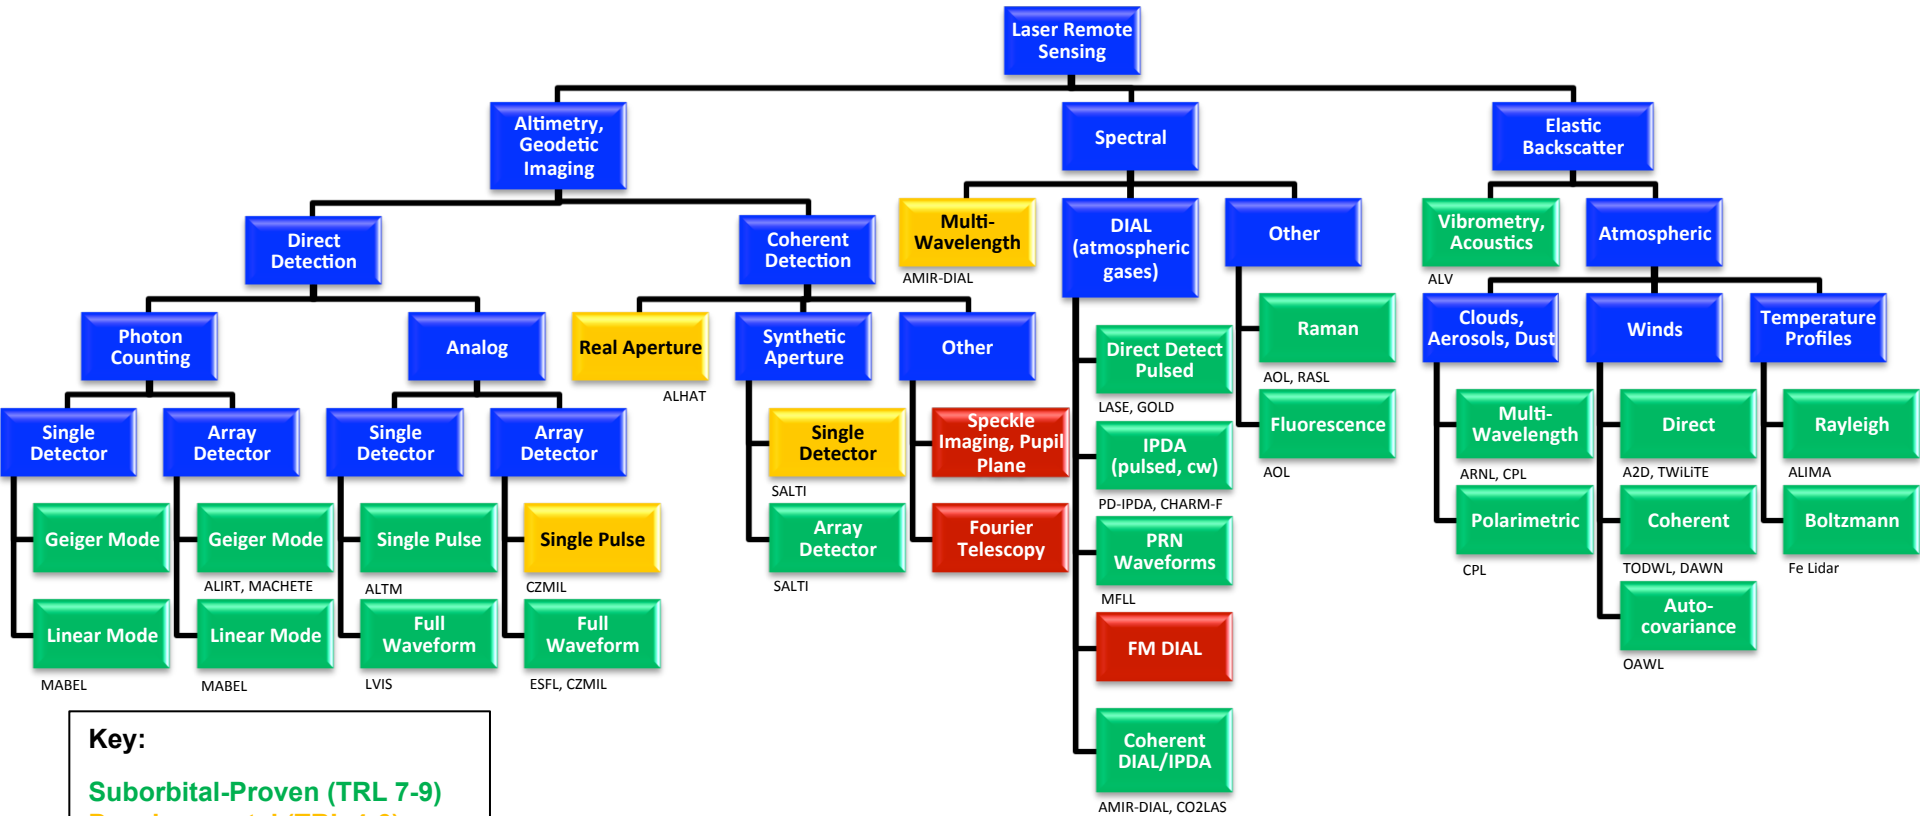 Laser Remote
Sensing
Altimetry,
Geodetic
Imaging
Spectral
Elastic
Backscatter
Direct
Detection
Coherent
Detection
Multi-
Wavelength
AMIR-DIAL
DIAL
(atmospheric
gases)
Other
Vibrometry,
Acoustics
ALV
Atmospheric
Photon
Counting
Analog
Real Aperture
ALHAT
Synthetic
Aperture
Other
Clouds,
Aerosols, Dust
Winds
Temperature
Profiles
Single
Detector
Array
Detector
Single
Detector
Array
Detector
Geiger Mode
Linear Mode
MABEL
Geiger Mode
ALIRT, MACHETE
Linear Mode
MABEL
Single Pulse
ALTM
Full
Waveform
LVIS
Single Pulse
CZMIL
Full
Waveform
ESFL, CZMIL
Single
Detector
SALTI
Array
Detector
SALTI
Speckle
Imaging, Pupil
Plane
Fourier
Telescopy
Direct Detect
Pulsed
LASE, GOLD
IPDA
(pulsed, cw)
PD-IPDA, CHARM-F
PRN
Waveforms
MFLL
FM DIAL
Coherent
DIAL/IPDA
AMIR-DIAL, CO2LAS
Raman
AOL, RASL
Fluorescence
AOL
Multi-
Wavelength
ARNL, CPL
Polarimetric
CPL
Direct
A2D, TWiLiTE
Coherent
TODWL, DAWN
Auto-
covariance
OAWL
Rayleigh
ALIMA
Boltzmann
Fe Lidar
Key:
Suborbital-Proven (TRL 7-9)